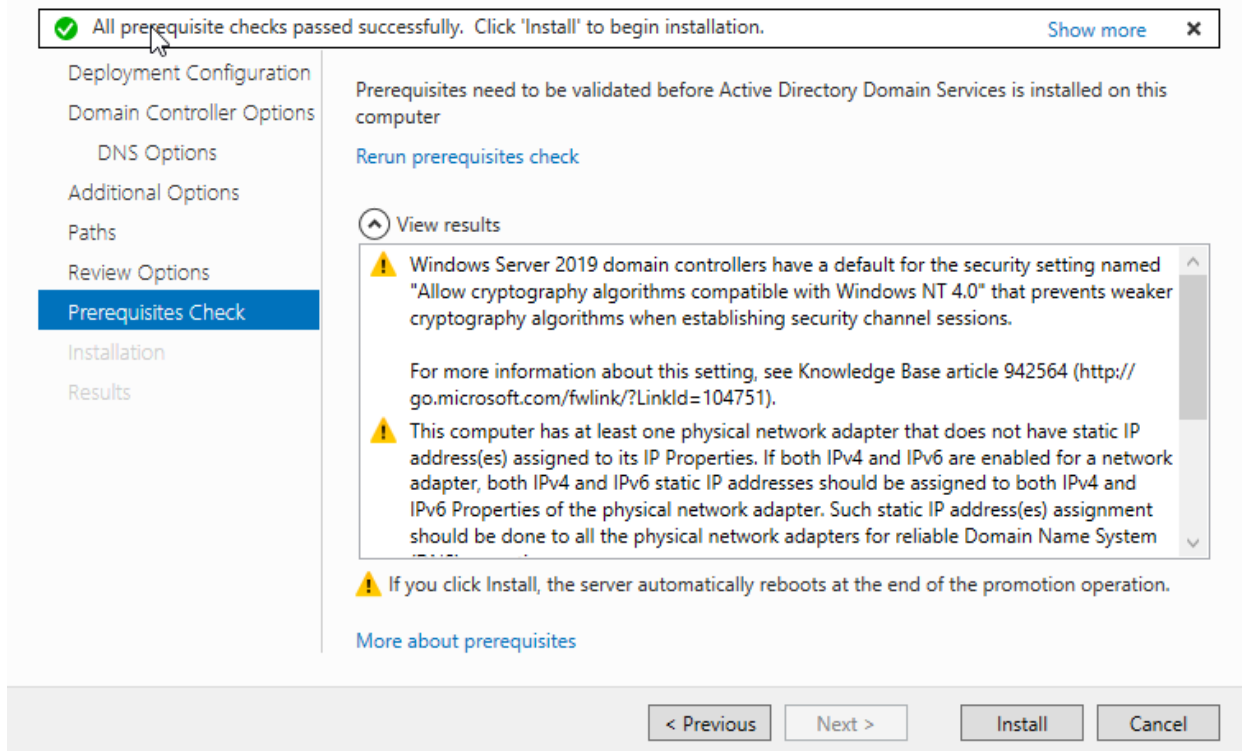 All prerequisite checks passed successfully. Click 'Install' to begin installation.
Show more
Deployment Configuration
Domain Controller Options
DNS Options
Additional Options
Paths
Review Options
Prerequisites Check
Installation
Results
Prerequisites need to be validated before Active Directory Domain Services is installed on this
computer
Rerun prerequisites check
View results
Windows Server 2019 domain controllers have a default for the security setting named
"Allow cryptography algorithms compatible with Windows NT 4.0" that prevents weaker
cryptography algorithms when establishing security channel sessions.
For more information about this setting, see Knowledge Base article 942564 (http://
go.microsoft.com/fwlink/?LinkId=104751).
This computer has at least one physical network adapter that does not have static IP
address(es) assigned to its IP Properties. If both IPv4 and IPv6 are enabled for a network
adapter, both IPv4 and IPv6 static IP addresses should be assigned to both IPv4 and
IPv6 Properties of the physical network adapter. Such static IP address(es) assignment
should be done to all the physical network adapters for reliable Domain Name System
If you click Install, the server automatically reboots at the end of the promotion operation.
More about prerequisites
< Previous
Next >
Install
Cancel